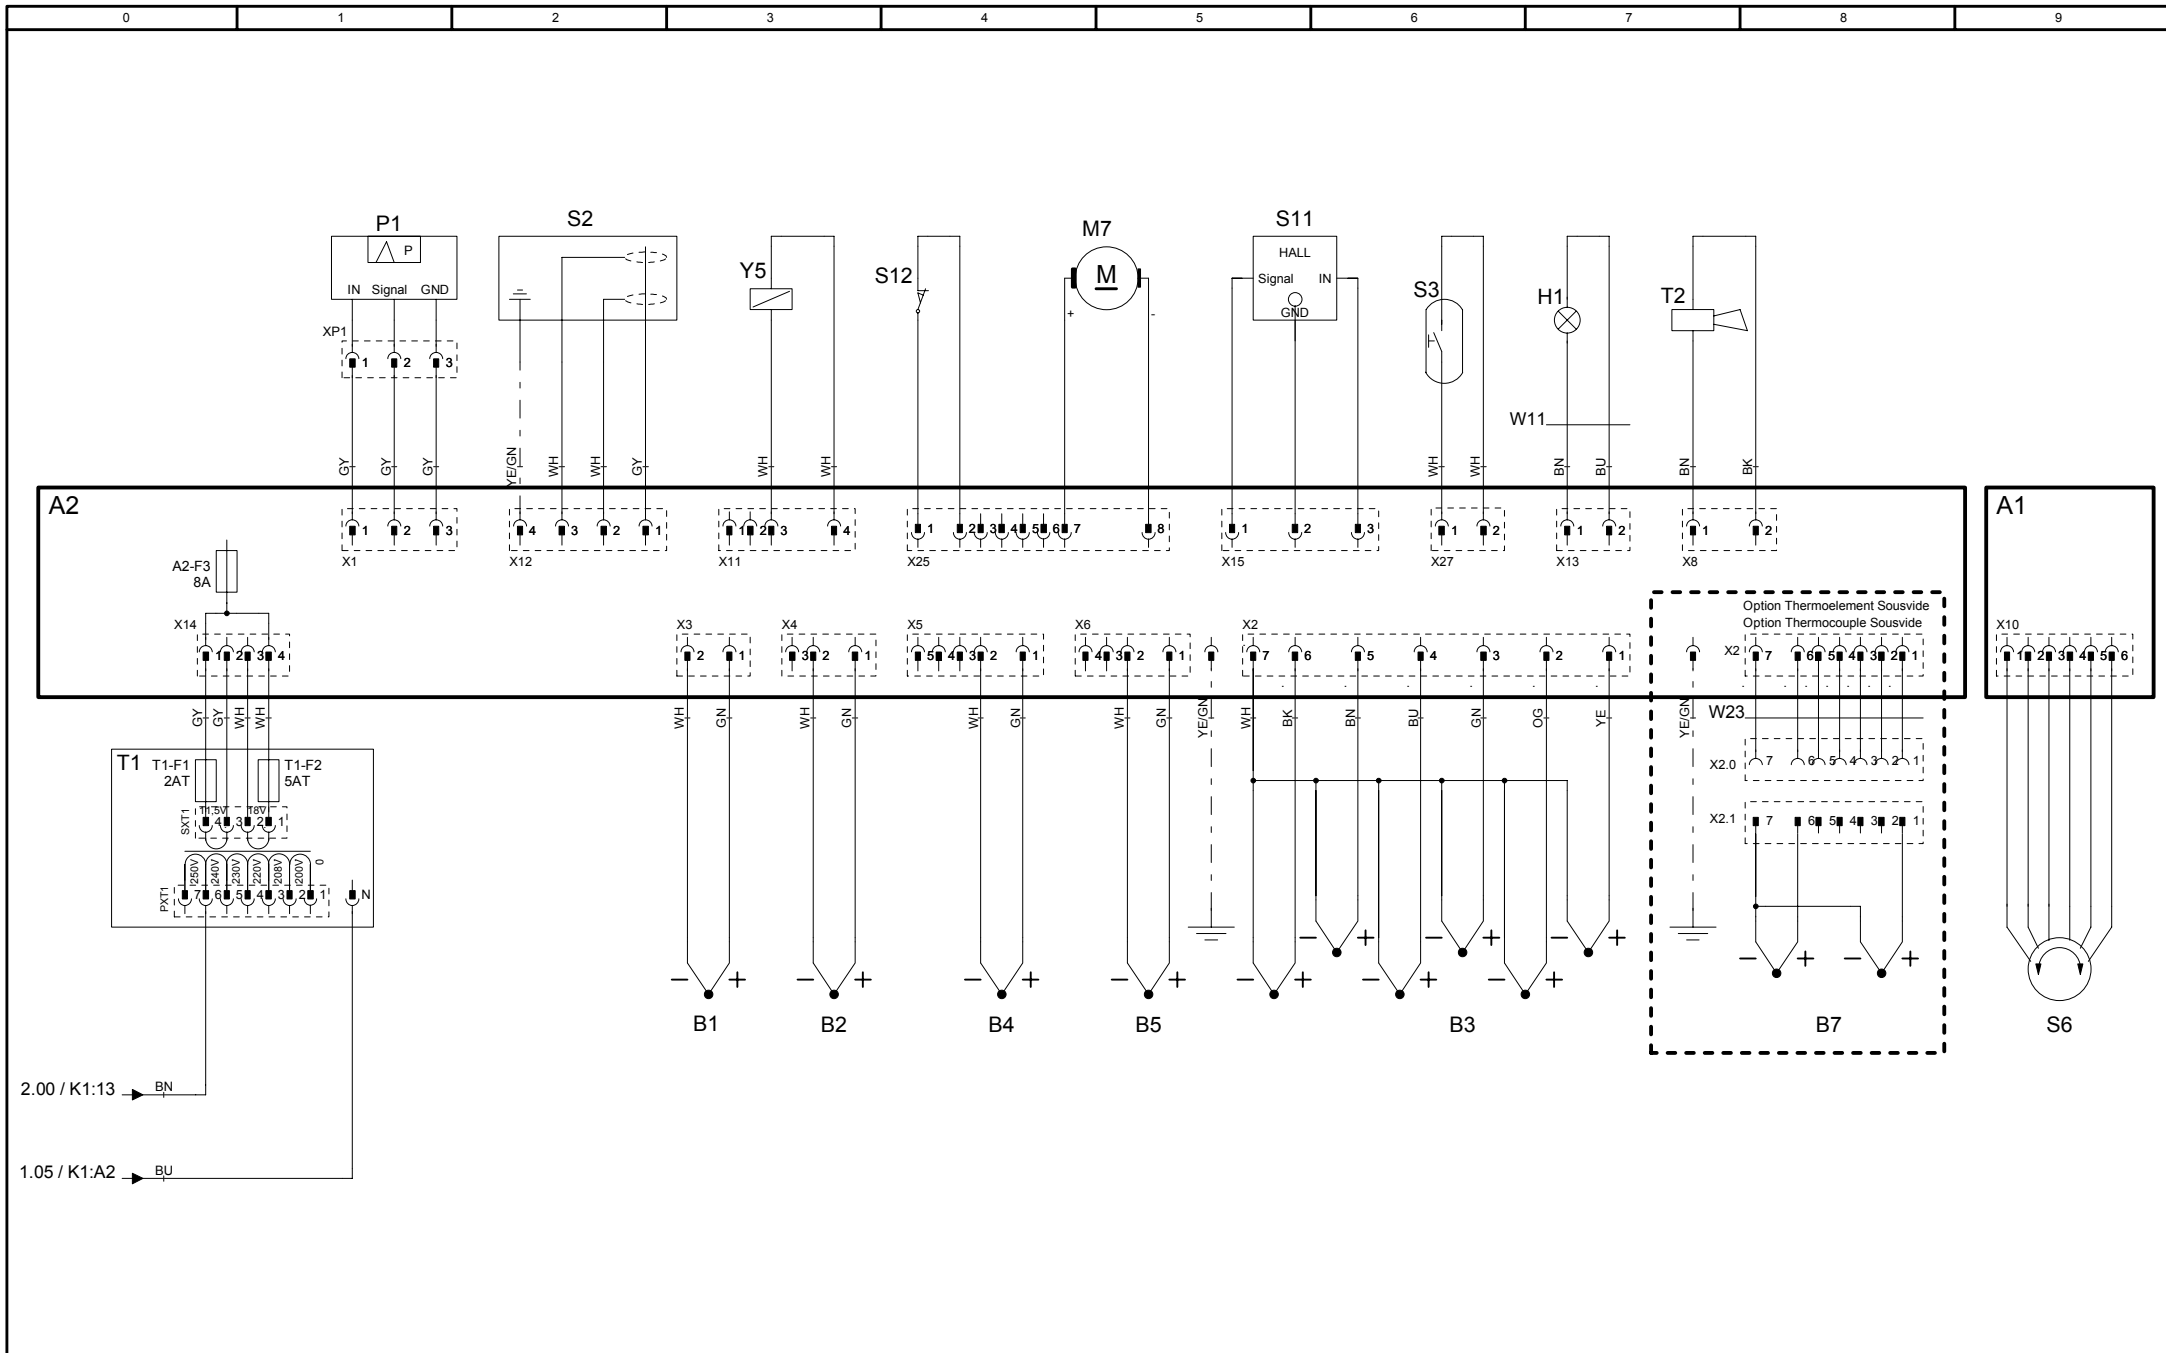 0 1 2 3 4 5 6 7 8 9
P1 S2 Y5 S12 M7 S11 S3 H1 T2
P
IN Signal GND
M
+ -
HALL
Signal IN
GND
XP1
1 2 3
W11
GY GY GY YE/GN WH WH GY WH WH WH WH BN BU BN BK
A2
A1
1 2 3
X1
4 3 2 1
X12
1 2 3 4
X11
1 2 3 4 5 6 7 8
X25
1 2 3
X15
1 2
X27
1 2
X13
1 2
X8
A2-F3
8A
Option Thermoelement Sousvide
Option Thermocouple Sousvide
X14
1 2 3 4
X3
2 1
X4
3 2 1
X5
5 4 3 2 1
X6
4 3 2 1
X2
7 6 5 4 3 2 1
X2
7 6 5 4 3 2 1
X10
1 2 3 4 5 6
GY GY WH WH WH GN WH GN WH GN WH GN YE/GN WH BK BN BU GN OG YE YE/GN
W23
T1
T1-F1
2AT
T1-F2
5AT
X2.0
7 6 5 4 3 2 1
SXT1
18V
4 3 2 1
X2.1
7 6 5 4 3 2 1
250V 240V 230V 220V 208V 200V 0
PXT1
7 6 5 4 3 2 1 N
- + - + - +
- + - +
- + - + - + - + - + - + -
B1 B2 B4 B5 B3 B7 S6
2.00 / K1:13 BN
1.05 / K1:A2 BU